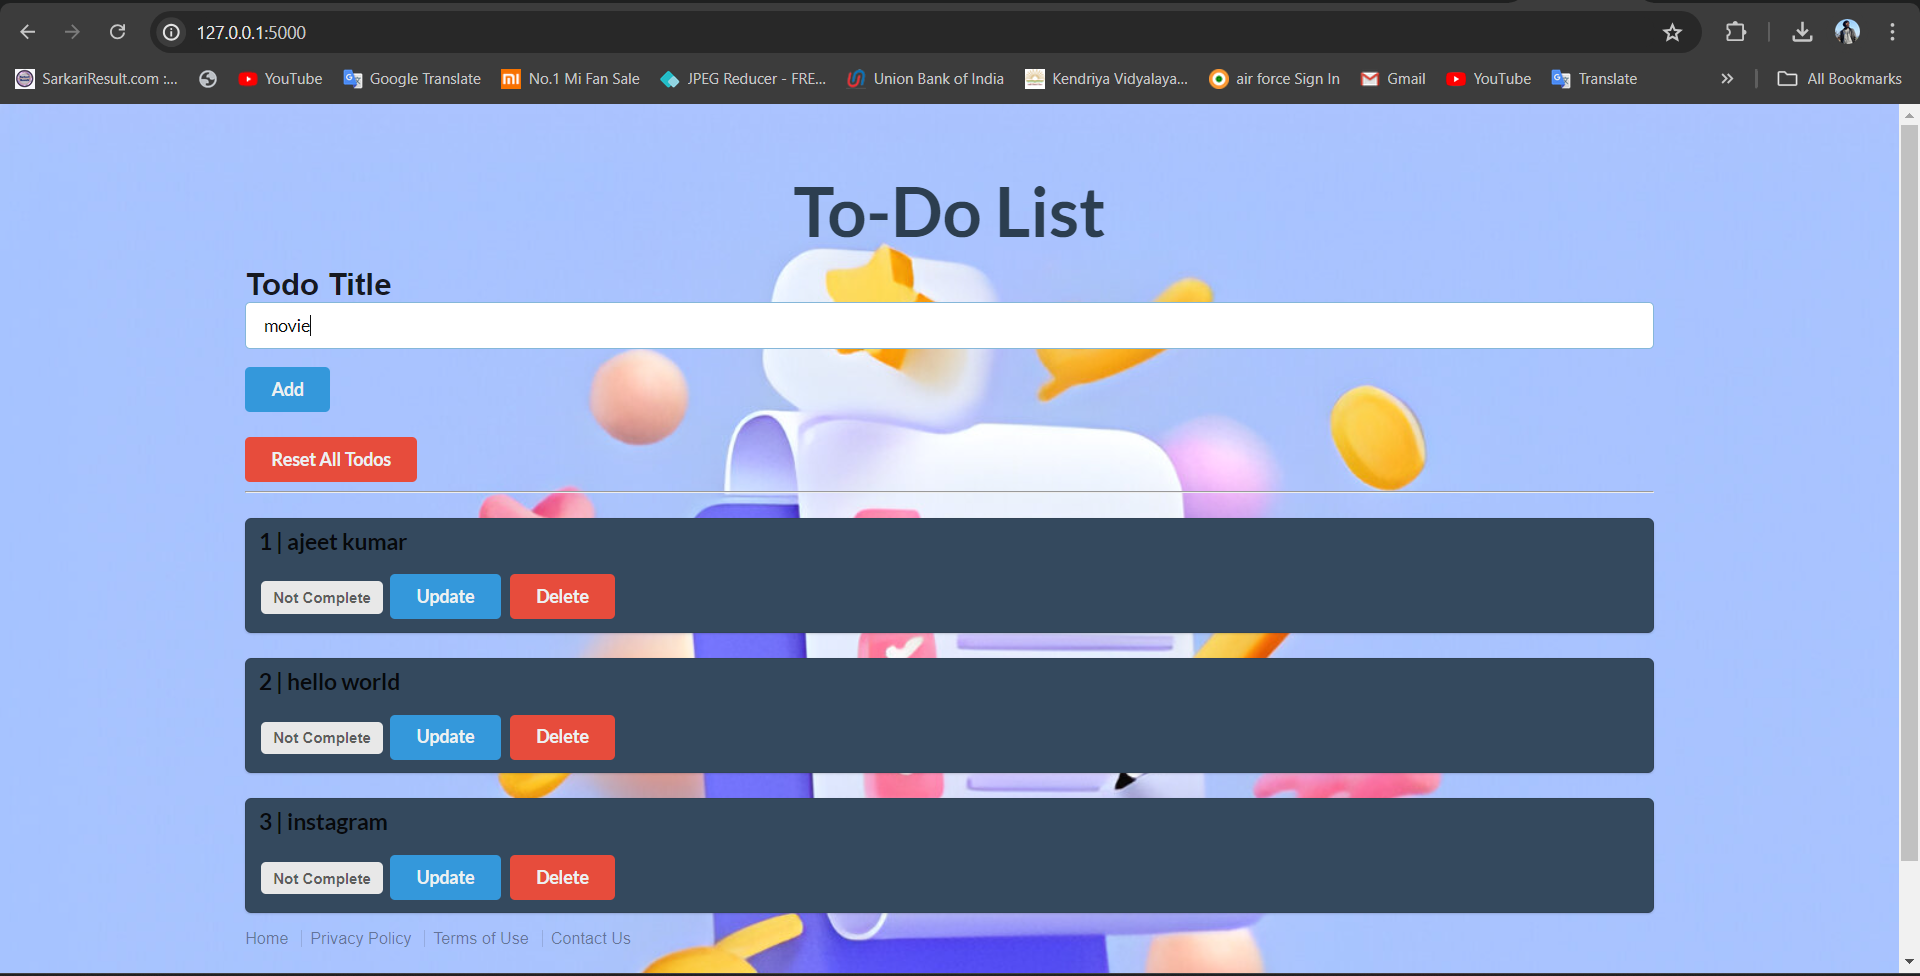 127.0.0.1:5000
SarkariResult.com :... YouTube Google Translate No.1 Mi Fan Sale JPEG Reducer - FRE... Union Bank of India Kendriya Vidyalaya... air force Sign In Gmail YouTube Translate » All Bookmarks
To-Do List
Todo Title
movie
Add
Reset All Todos
1 | ajeet kumar
Not Complete Update Delete
2 | hello world
Not Complete Update Delete
3 | instagram
Not Complete Update Delete
Home Privacy Policy Terms of Use Contact Us